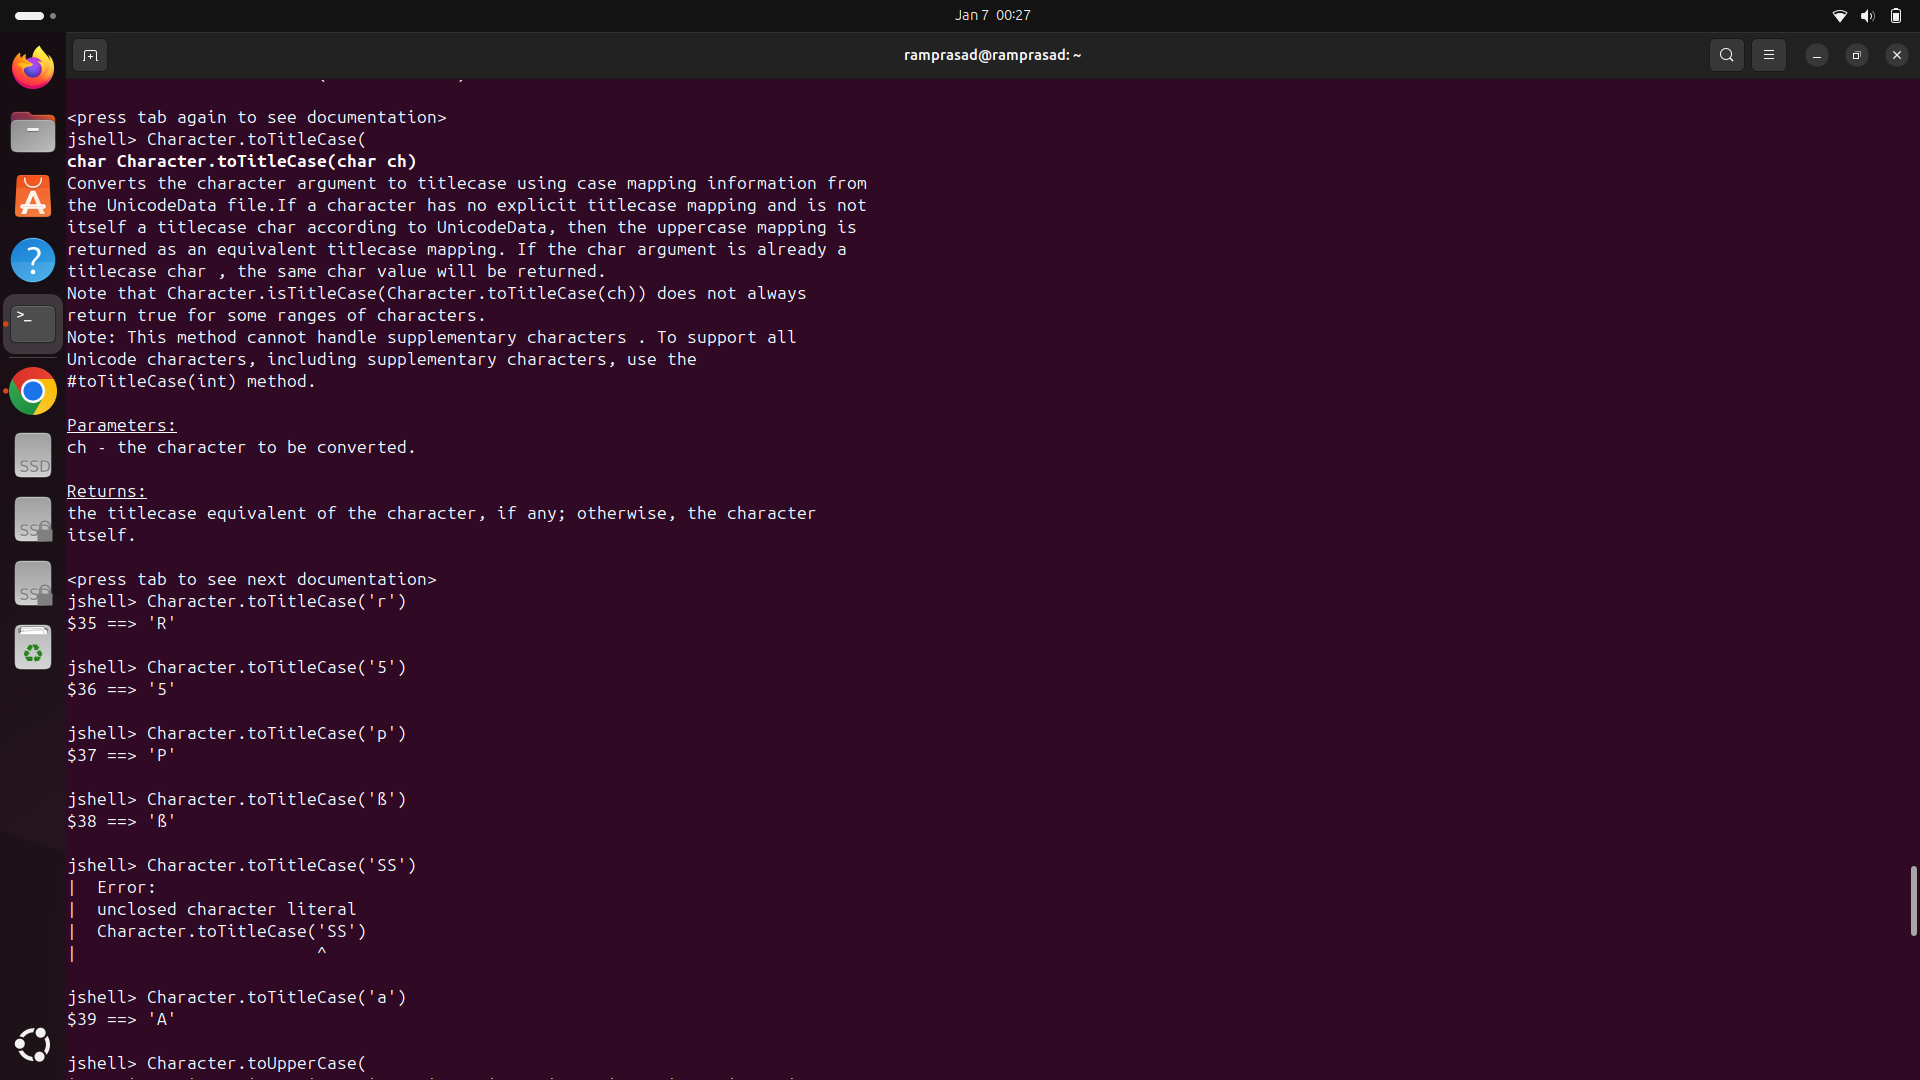 Jan 7 00:27
ramprasad@ramprasad: ~
<press tab again to see documentation>
jshell> Character.toTitleCase(
char Character.toTitleCase(char ch)
Converts the character argument to titlecase using case mapping information from
the UnicodeData file.If a character has no explicit titlecase mapping and is not
itself a titlecase char according to UnicodeData, then the uppercase mapping is
returned as an equivalent titlecase mapping. If the char argument is already a
titlecase char , the same char value will be returned.
Note that Character.isTitleCase(Character.toTitleCase(ch)) does not always
return true for some ranges of characters.
Note: This method cannot handle supplementary characters . To support all
Unicode characters, including supplementary characters, use the
#toTitleCase(int) method.
Parameters:
ch - the character to be converted.
Returns:
the titlecase equivalent of the character, if any; otherwise, the character
itself.
<press tab to see next documentation>
jshell> Character.toTitleCase('r')
$35 ==> 'R'
jshell> Character.toTitleCase('5')
$36 ==> '5'
jshell> Character.toTitleCase('p')
$37 ==> 'P'
jshell> Character.toTitleCase('ß')
$38 ==> 'ß'
jshell> Character.toTitleCase('SS')
|  Error:
|  unclosed character literal
|  Character.toTitleCase('SS')
|                        ^
jshell> Character.toTitleCase('a')
$39 ==> 'A'
jshell> Character.toUpperCase(
SSD
SSD
SSD